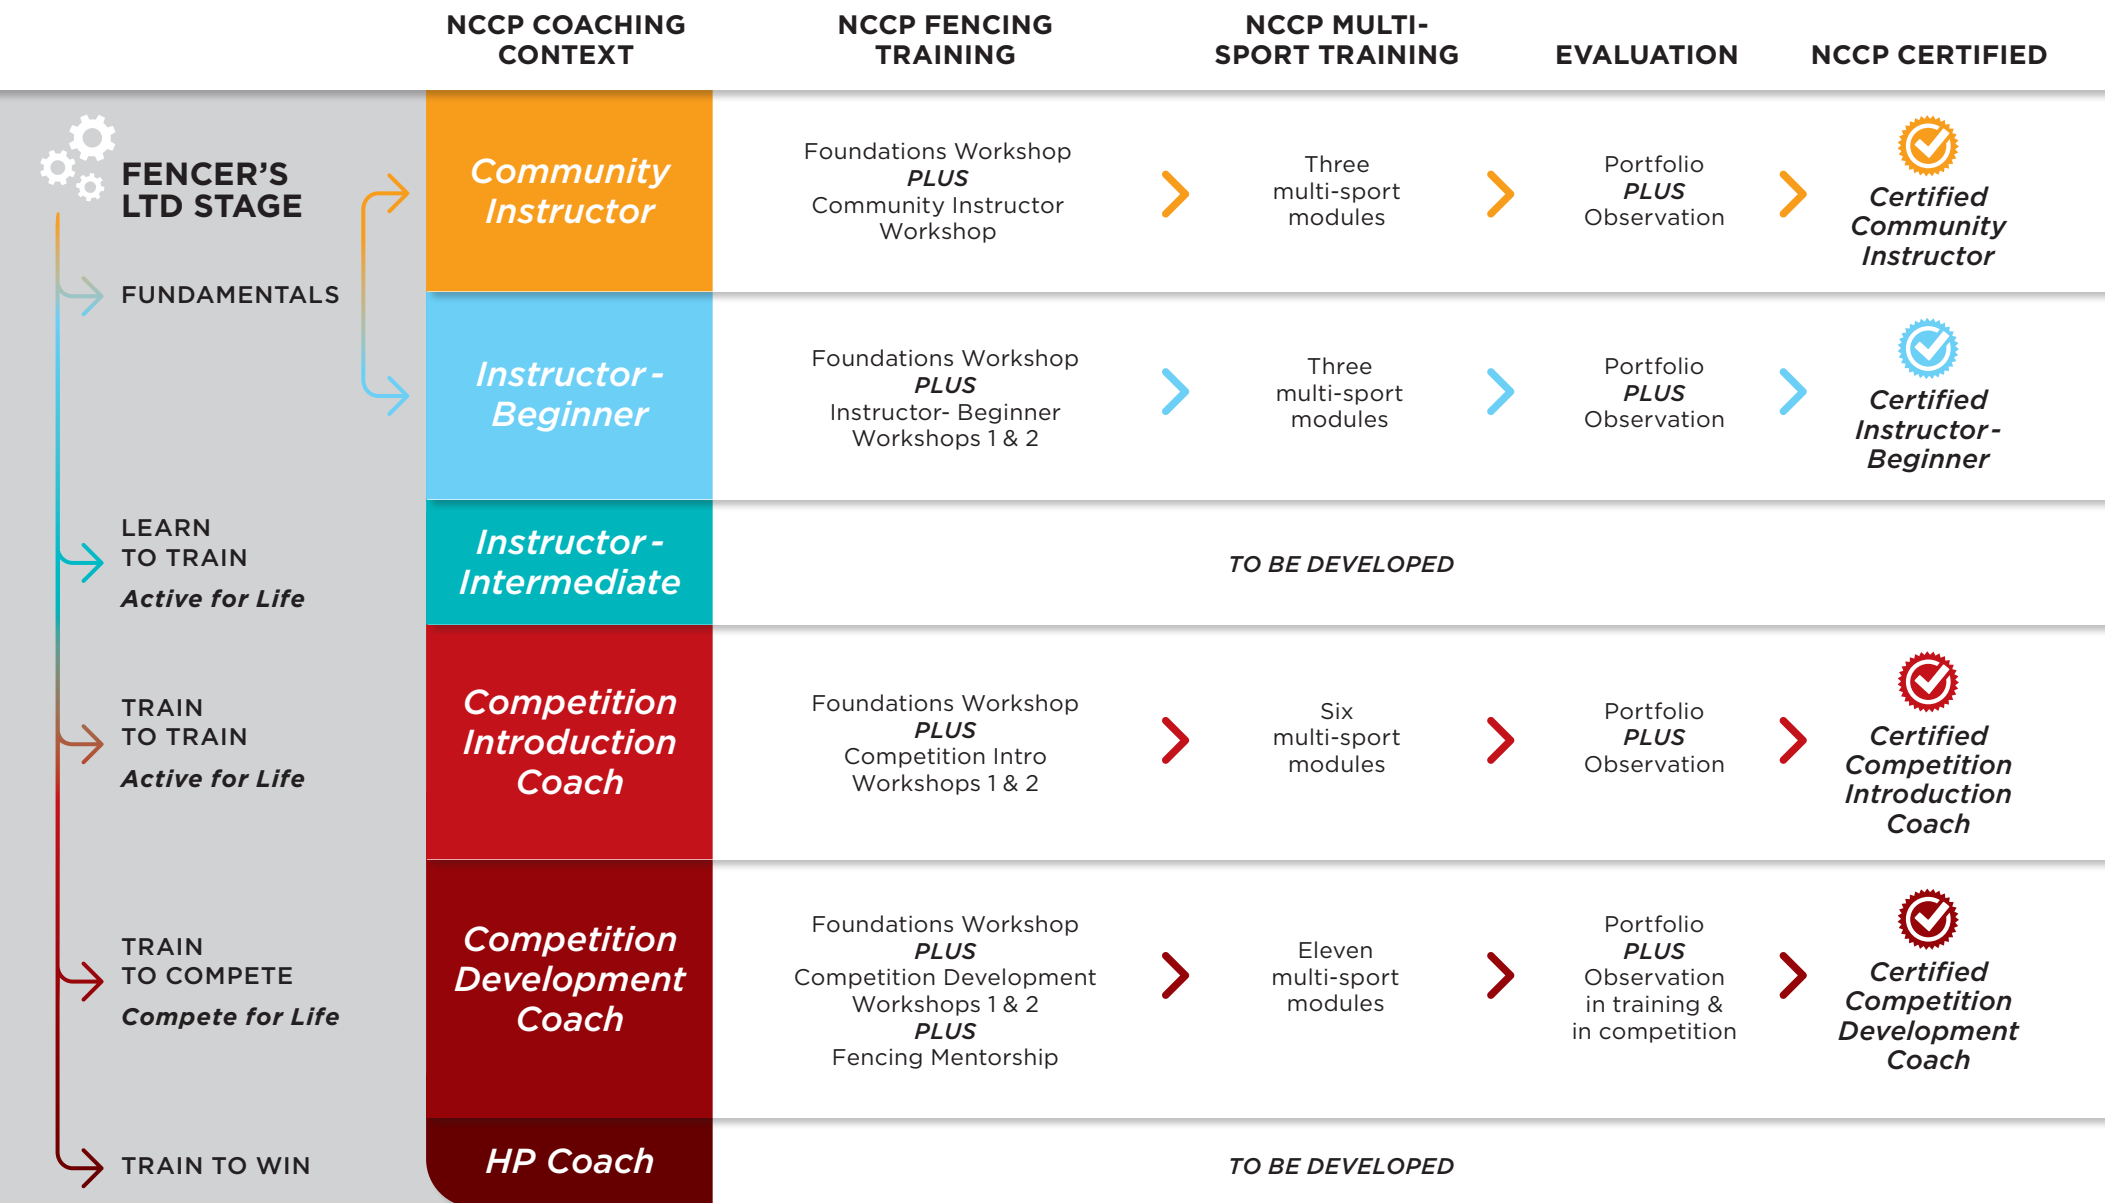 NCCP COACHING
CONTEXT
NCCP FENCING
TRAINING
NCCP MULTI-
SPORT TRAINING
EVALUATION
NCCP CERTIFIED
FENCER'S
LTD STAGE
FUNDAMENTALS
Community
Instructor
Foundations Workshop
PLUS
Community Instructor
Workshop
Three
multi-sport
modules
Portfolio
PLUS
Observation
Certified
Community
Instructor
Instructor-
Beginner
Foundations Workshop
PLUS
Instructor- Beginner
Workshops 1 & 2
Three
multi-sport
modules
Portfolio
PLUS
Observation
Certified
Instructor-
Beginner
LEARN
TO TRAIN
Active for Life
Instructor-
Intermediate
TO BE DEVELOPED
TRAIN
TO TRAIN
Active for Life
Competition
Introduction
Coach
Foundations Workshop
PLUS
Competition Intro
Workshops 1 & 2
Six
multi-sport
modules
Portfolio
PLUS
Observation
Certified
Competition
Introduction
Coach
TRAIN
TO COMPETE
Compete for Life
Competition
Development
Coach
Foundations Workshop
PLUS
Competition Development
Workshops 1 & 2
PLUS
Fencing Mentorship
Eleven
multi-sport
modules
Portfolio
PLUS
Observation
in training &
in competition
Certified
Competition
Development
Coach
TRAIN TO WIN
HP Coach
TO BE DEVELOPED